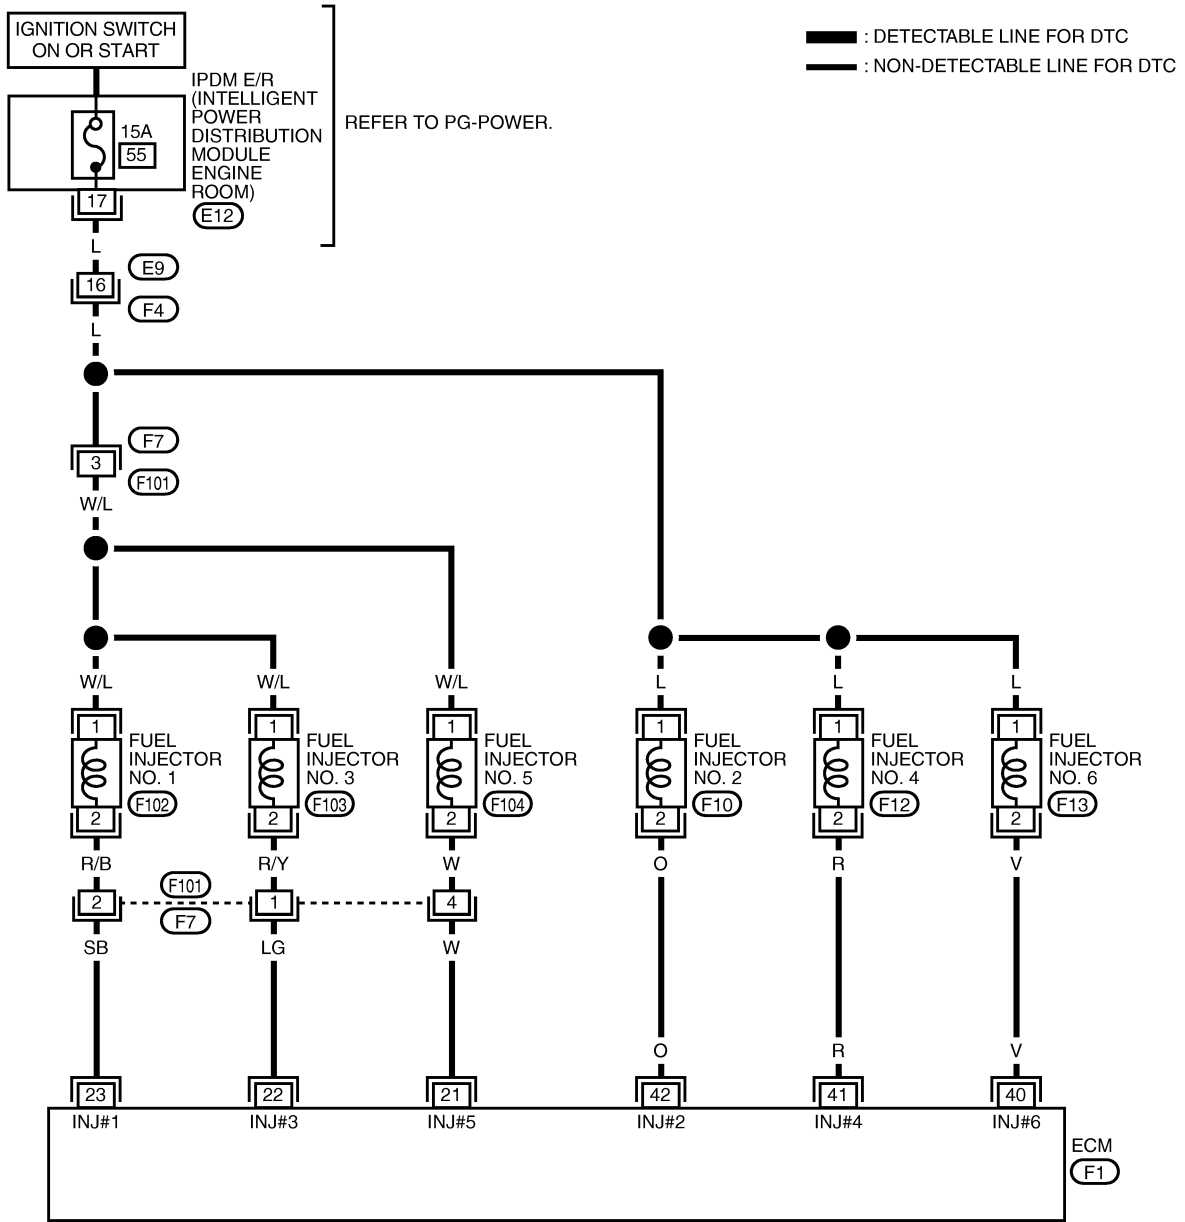 IGNITION SWITCH
ON OR START
: DETECTABLE LINE FOR DTC
: NON-DETECTABLE LINE FOR DTC
IPDM E/R
(INTELLIGENT
POWER
DISTRIBUTION
MODULE
ENGINE
ROOM)
E12
15A
55
17
REFER TO PG-POWER.
L
E9
16
F4
L
F7
3
F101
W/L
W/L
W/L
W/L
L
L
L
1
1
1
1
1
1
FUEL
INJECTOR
NO. 1
F102
FUEL
INJECTOR
NO. 3
F103
FUEL
INJECTOR
NO. 5
F104
FUEL
INJECTOR
NO. 2
F10
FUEL
INJECTOR
NO. 4
F12
FUEL
INJECTOR
NO. 6
F13
2
2
2
2
2
2
R/B
R/Y
W
O
R
V
F101
2
1
4
F7
SB
LG
W
O
R
V
23
22
21
42
41
40
INJ#1
INJ#3
INJ#5
INJ#2
INJ#4
INJ#6
ECM
F1